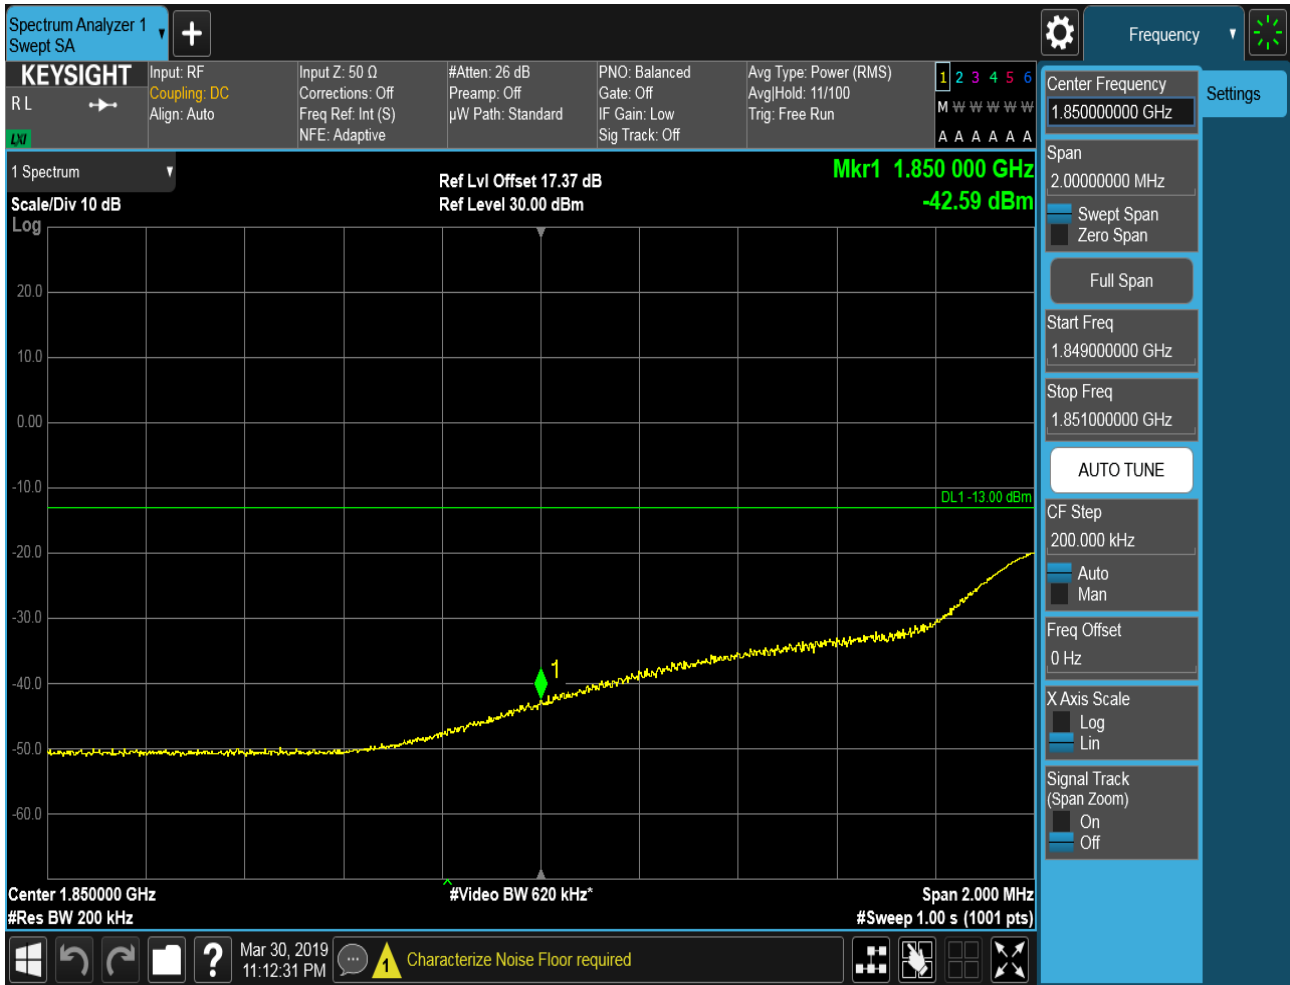 Spectrum Analyzer 1
Swept SA
+
Frequency
KEYSIGHT
R L
LXI
Input: RF
Coupling: DC
Align: Auto
Input Z: 50 Ω
Corrections: Off
Freq Ref: Int (S)
NFE: Adaptive
#Atten: 26 dB
Preamp: Off
µW Path: Standard
PNO: Balanced
Gate: Off
IF Gain: Low
Sig Track: Off
Avg Type: Power (RMS)
Avg|Hold: 11/100
Trig: Free Run
1 2 3 4 5 6
M W W W W W
A A A A A A
1 Spectrum
Scale/Div 10 dB
Log
Ref Lvl Offset 17.37 dB
Ref Level 30.00 dBm
Mkr1 1.850 000 GHz
-42.59 dBm
20.0
10.0
0.00
-10.0
DL1 -13.00 dBm
-20.0
-30.0
1
-40.0
-50.0
-60.0
Center 1.850000 GHz
#Video BW 620 kHz*
Span 2.000 MHz
#Res BW 200 kHz
#Sweep 1.00 s (1001 pts)
Center Frequency
1.850000000 GHz
Settings
Span
2.00000000 MHz
Swept Span
Zero Span
Full Span
Start Freq
1.849000000 GHz
Stop Freq
1.851000000 GHz
AUTO TUNE
CF Step
200.000 kHz
Auto
Man
Freq Offset
0 Hz
X Axis Scale
Log
Lin
Signal Track
(Span Zoom)
On
Off
?
Mar 30, 2019
11:12:31 PM
1
Characterize Noise Floor required